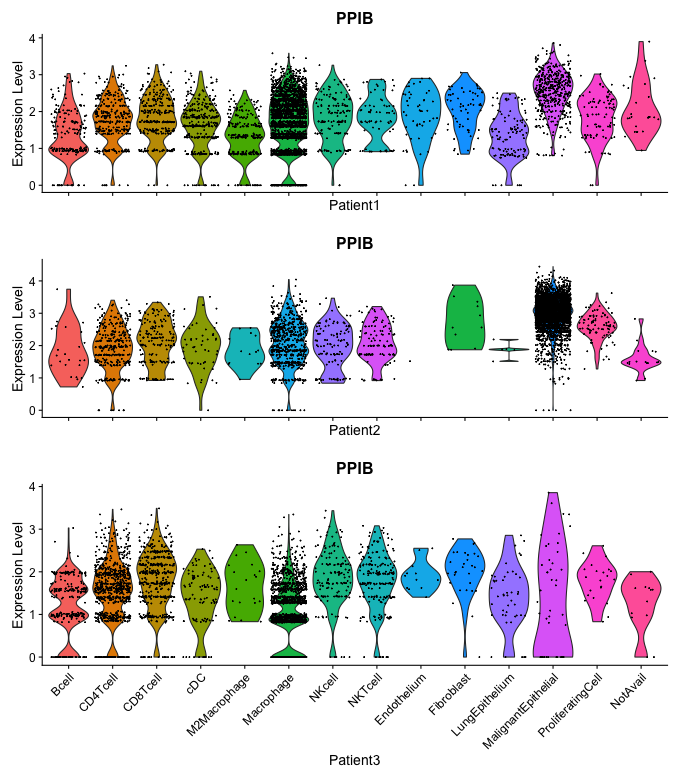 PPIB
Expression Level
4
3
2
1
0
Patient1
PPIB
Expression Level
4
3
2
1
0
Patient2
PPIB
Expression Level
4
3
2
1
0
Bcell
CD4Tcell
CD8Tcell
cDC
M2Macrophage
Macrophage
NKcell
NKTcell
Endothelium
Fibroblast
LungEpithelium
MalignantEpithelial
ProliferatingCell
NotAvail
Patient3